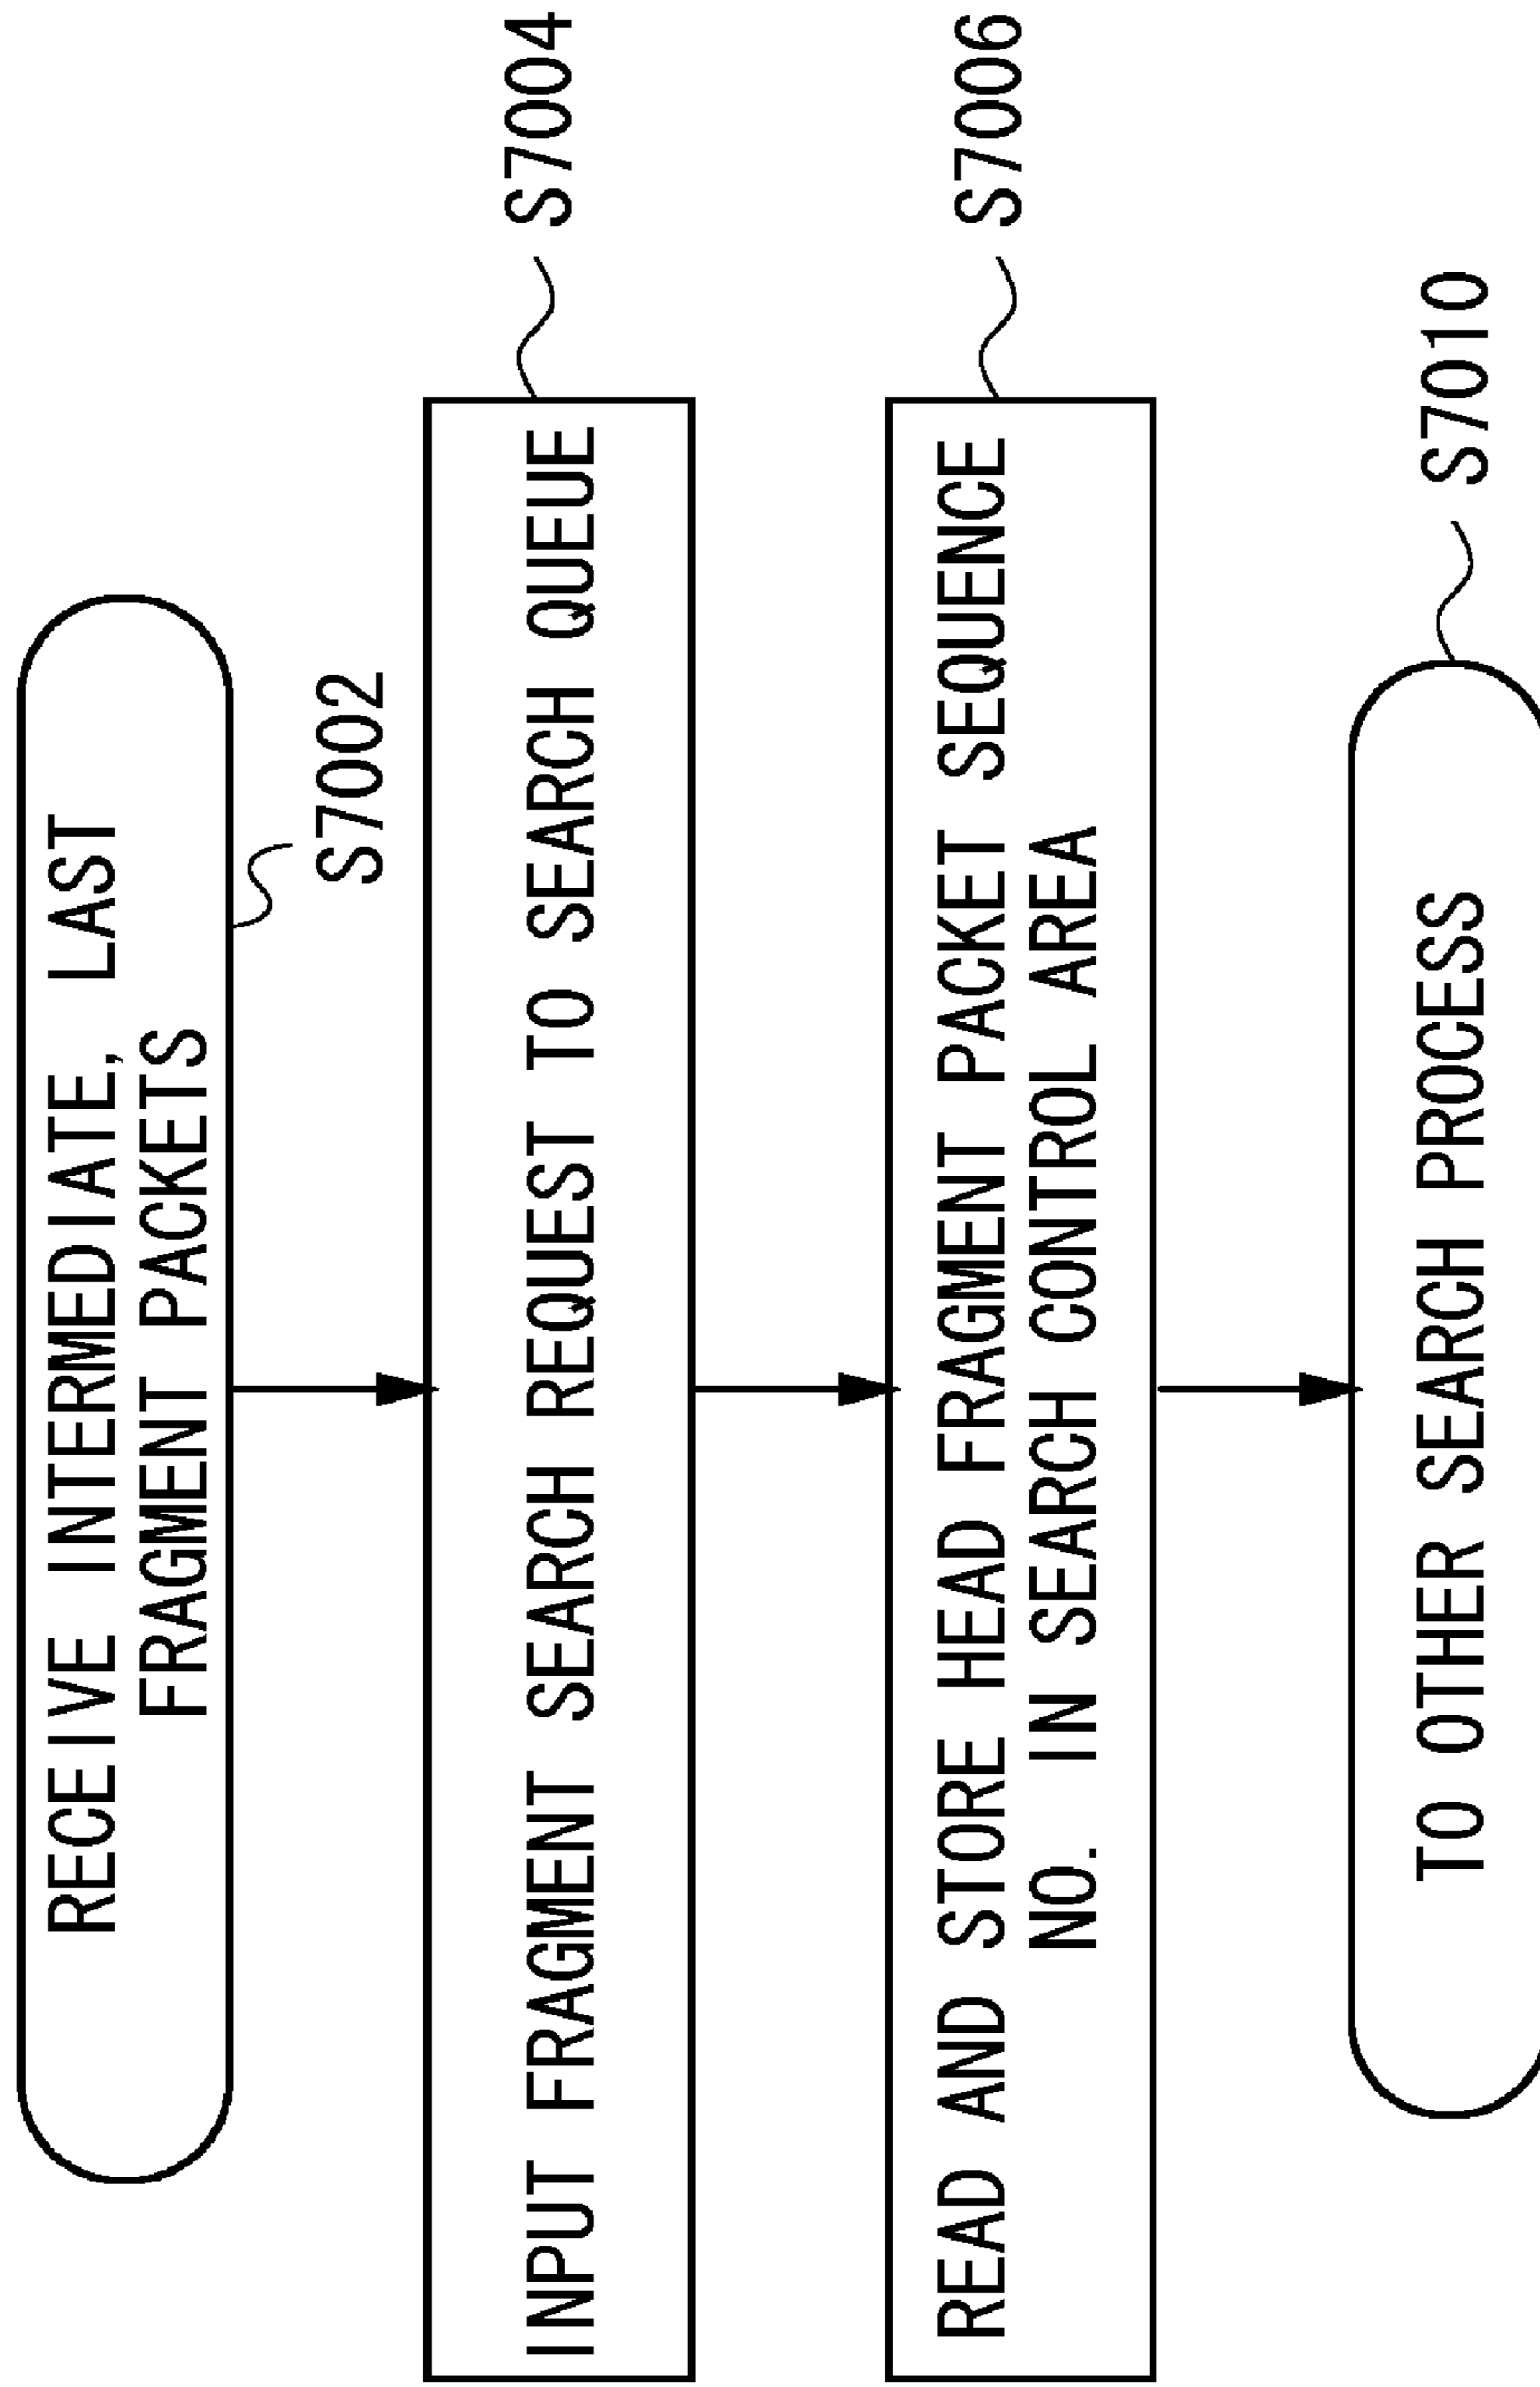 RECEIVE INTERMEDIATE, LAST
FRAGMENT PACKETS
S7002
INPUT FRAGMENT SEARCH REQUEST TO SEARCH QUEUE
S7004
READ AND STORE HEAD FRAGMENT PACKET SEQUENCE
NO. IN SEARCH CONTROL AREA
S7006
TO OTHER SEARCH PROCESS
S7010